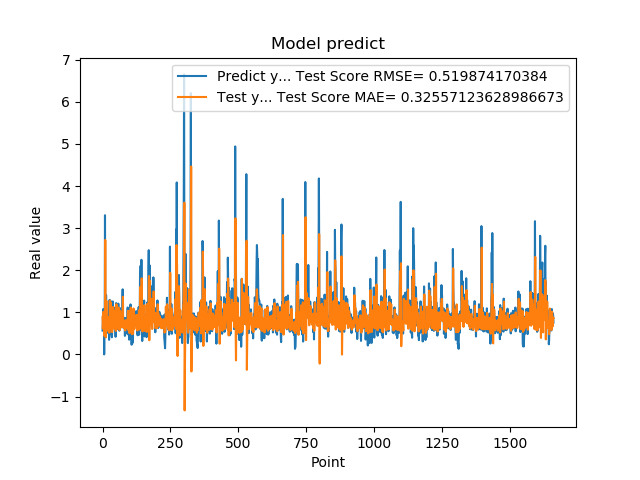 Model predict
Predict y... Test Score RMSE= 0.519874170384
Test y... Test Score MAE= 0.32557123628986673
7
6
5
4
3
2
1
0
−1
Real value
0 250 500 750 1000 1250 1500
Point